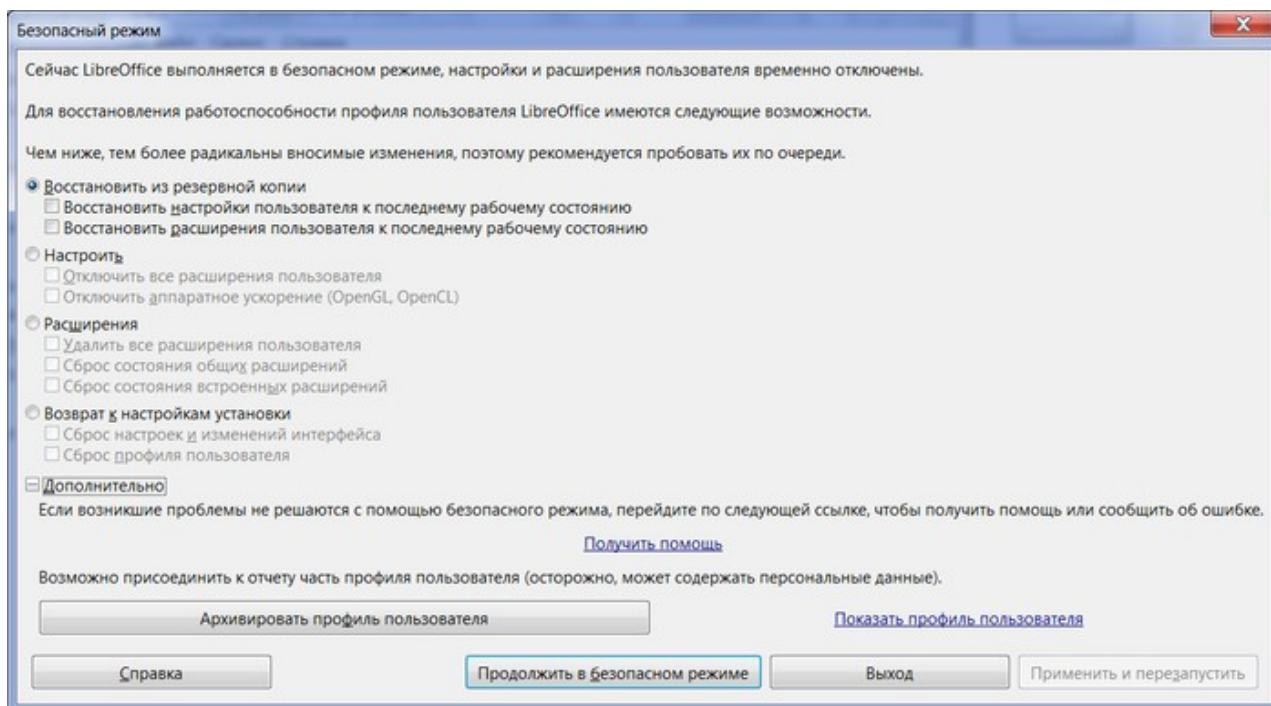 Безопасный режим
Сейчас LibreOffice выполняется в безопасном режиме, настройки и расширения пользователя временно отключены.
Для восстановления работоспособности профиля пользователя LibreOffice имеются следующие возможности.
Чем ниже, тем более радикальны вносимые изменения, поэтому рекомендуется пробовать их по очереди.
Восстановить из резервной копии
Восстановить настройки пользователя к последнему рабочему состоянию
Восстановить расширения пользователя к последнему рабочему состоянию
Настроить
Отключить все расширения пользователя
Отключить аппаратное ускорение (OpenGL, OpenCL)
Расширения
Удалить все расширения пользователя
Сброс состояния общих расширений
Сброс состояния встроенных расширений
Возврат к настройкам установки
Сброс настроек и изменений интерфейса
Сброс профиля пользователя
Дополнительно
Если возникшие проблемы не решаются с помощью безопасного режима, перейдите по следующей ссылке, чтобы получить помощь или сообщить об ошибке.
Получить помощь
Возможно присоединить к отчету часть профиля пользователя (осторожно, может содержать персональные данные).
Архивировать профиль пользователя Показать профиль пользователя
Справка Продолжить в безопасном режиме Выход Применить и перезапустить